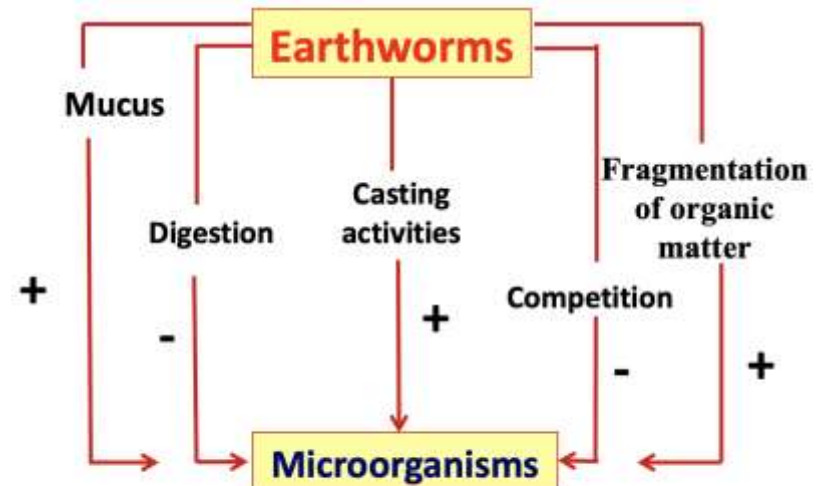 Earthworms
Mucus
Digestion
Casting
activities
Fragmentation
of organic
matter
Competition
+
-
+
-
+
Microorganisms